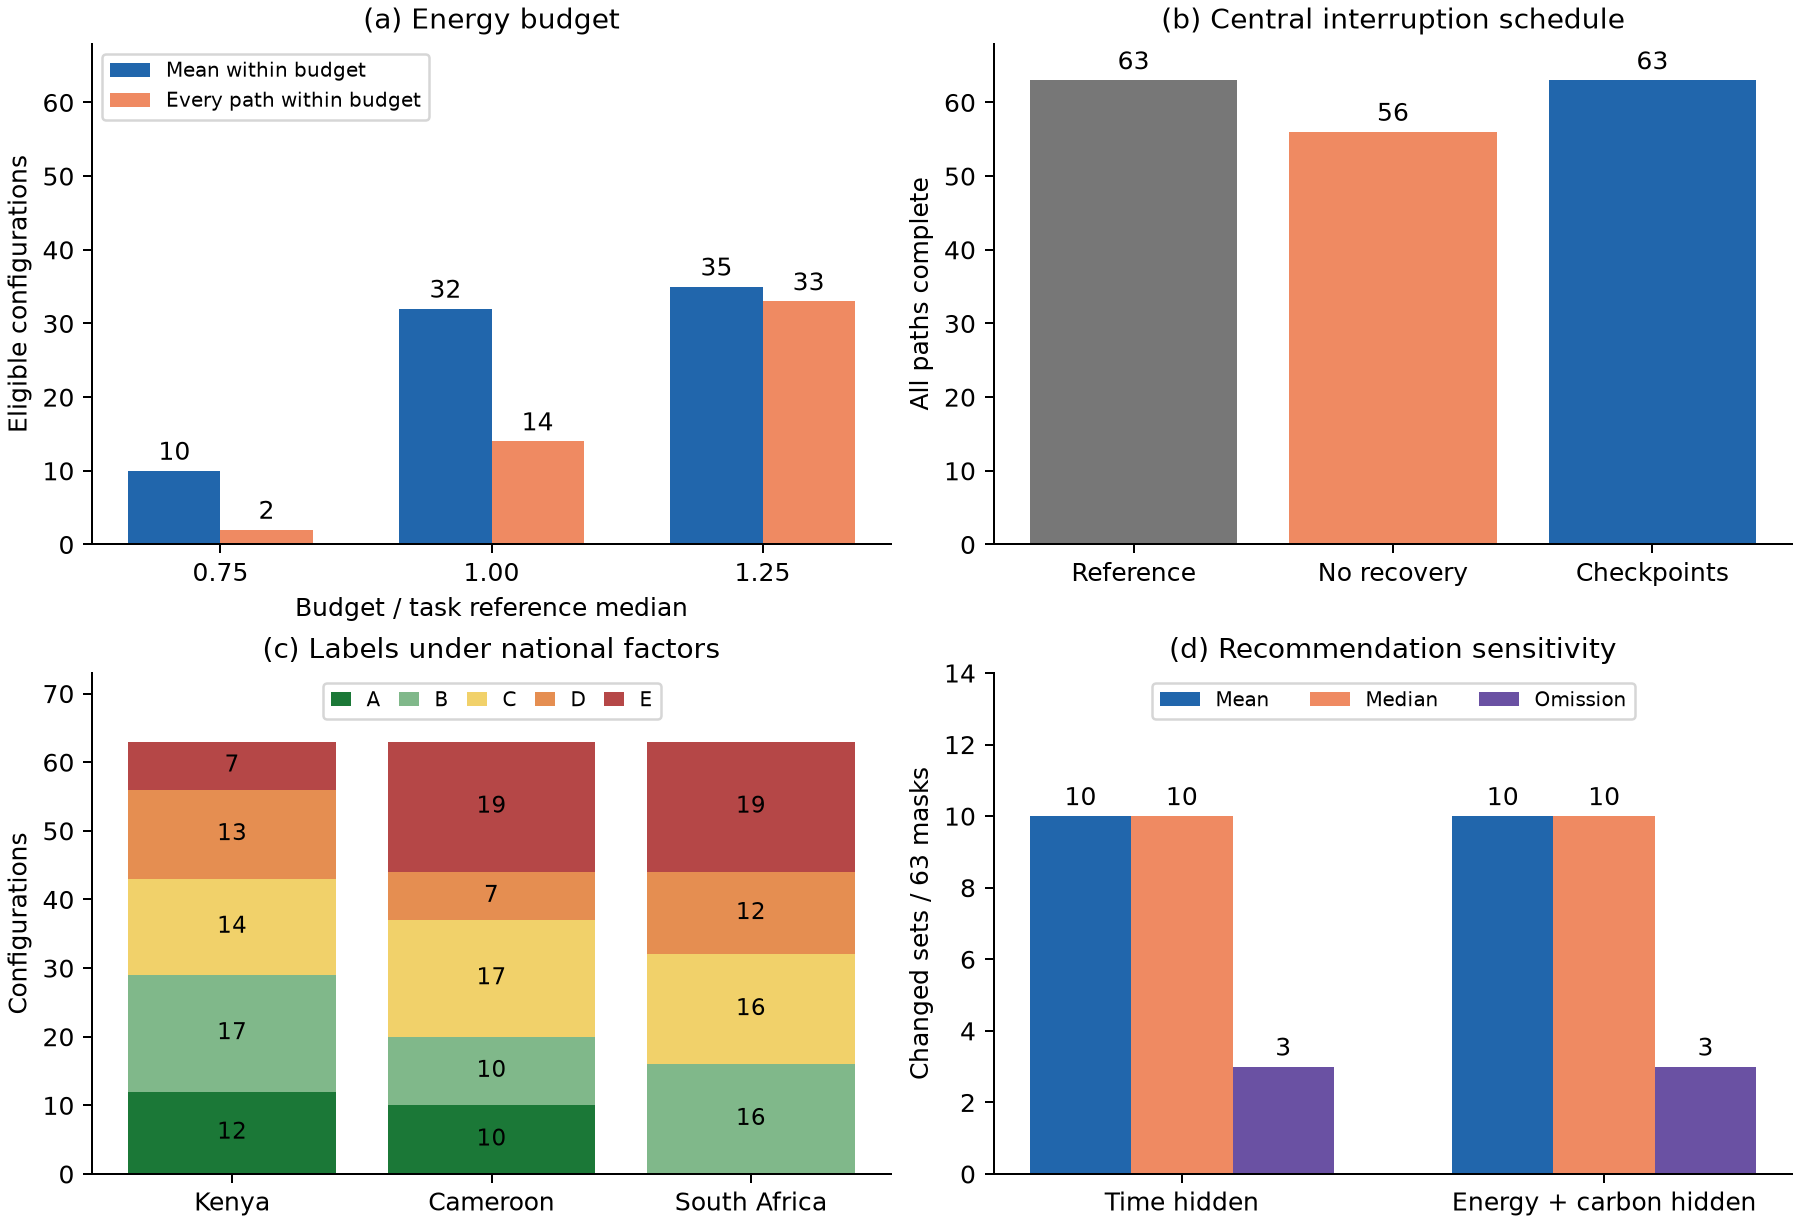 (a) Energy budget
Mean within budget
Every path within budget
Eligible configurations
60
50
40
30
20
10
0
10
2
32
14
35
33
0.75
1.00
1.25
Budget / task reference median
(b) Central interruption schedule
All paths complete
60
50
40
30
20
10
0
63
56
63
Reference
No recovery
Checkpoints
(c) Labels under national factors
A
B
C
D
E
Configurations
70
60
50
40
30
20
10
0
7
13
14
17
12
19
7
17
10
10
19
12
16
16
Kenya
Cameroon
South Africa
(d) Recommendation sensitivity
Mean
Median
Omission
Changed sets / 63 masks
14
12
10
8
6
4
2
0
10
10
3
10
10
3
Time hidden
Energy + carbon hidden